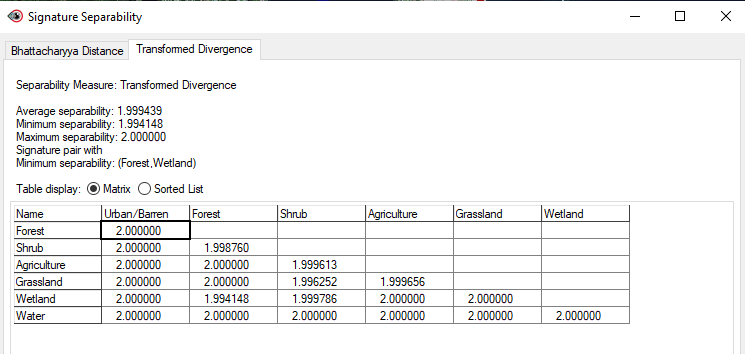 Signature Separability
Bhattacharyya Distance Transformed Divergence
Separability Measure: Transformed Divergence
Average separability: 1.999439
Minimum separability: 1.994148
Maximum separability: 2.000000
Signature pair with
Minimum separability: (Forest,Wetland)
Table display: Matrix Sorted List
Name Urban/Barren Forest Shrub Agriculture Grassland Wetland
Forest 2.000000
Shrub 2.000000 1.998760
Agriculture 2.000000 2.000000 1.999613
Grassland 2.000000 2.000000 1.996252 1.999656
Wetland 2.000000 1.994148 1.999786 2.000000 2.000000
Water 2.000000 2.000000 2.000000 2.000000 2.000000 2.000000